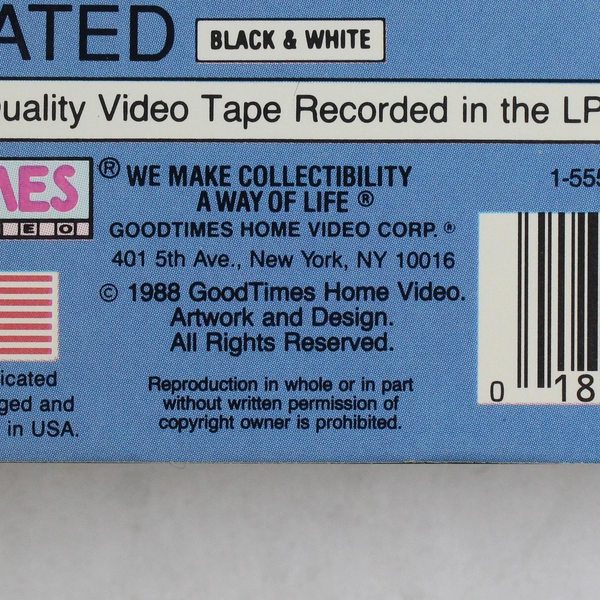 ATED BLACK & WHITE
Quality Video Tape Recorded in the LP
MES ® WE MAKE COLLECTIBILITY
A WAY OF LIFE ®
1-555
EO
GOODTIMES HOME VIDEO CORP. ®
401 5th Ave., New York, NY 10016
© 1988 GoodTimes Home Video.
Artwork and Design.
All Rights Reserved.
icated
ged and
in USA.
Reproduction in whole or in part
without written permission of
copyright owner is prohibited.
0 18